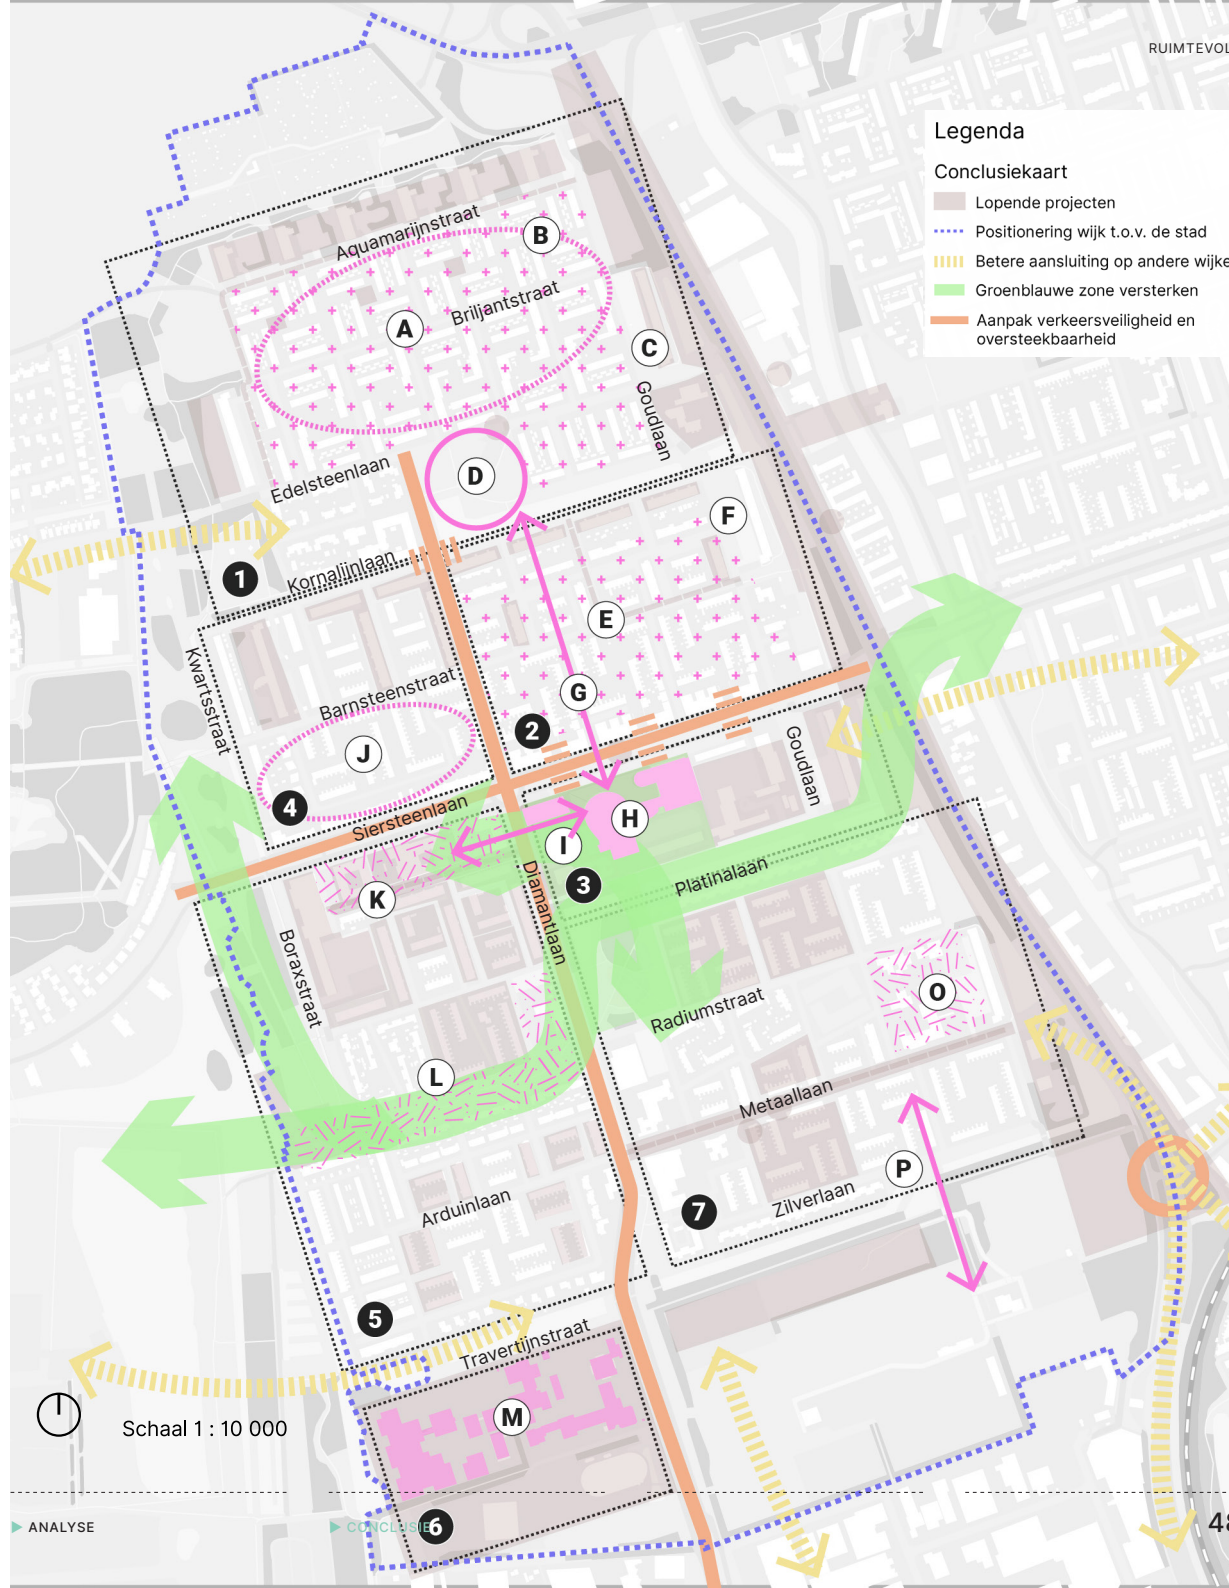 RUIMTEVOL
Legenda
Conclusiekaart
Lopende projecten
Positionering wijk t.o.v. de stad
Betere aansluiting op andere wijke
Groenblauwe zone versterken
Aanpak verkeersveiligheid en
oversteekbaarheid
Aquamarijnstraat
B
Briljantstraat
A
C
Goudlaan
D
Edelsteenlaan
F
Kornalijnlaan
1
E
Kwartsstraat
Barnsteenstraat
G
2
J
Goudlaan
4
Siersteenlaan
H
I
K
3
Platinalaan
Diamantlaan
Boraxstraat
O
Radiumstraat
L
Metaallaan
P
7
Zilverlaan
Arduinlaan
5
Travertijnstraat
M
Schaal 1 : 10 000
6
ANALYSE
CONCLUSIE
48